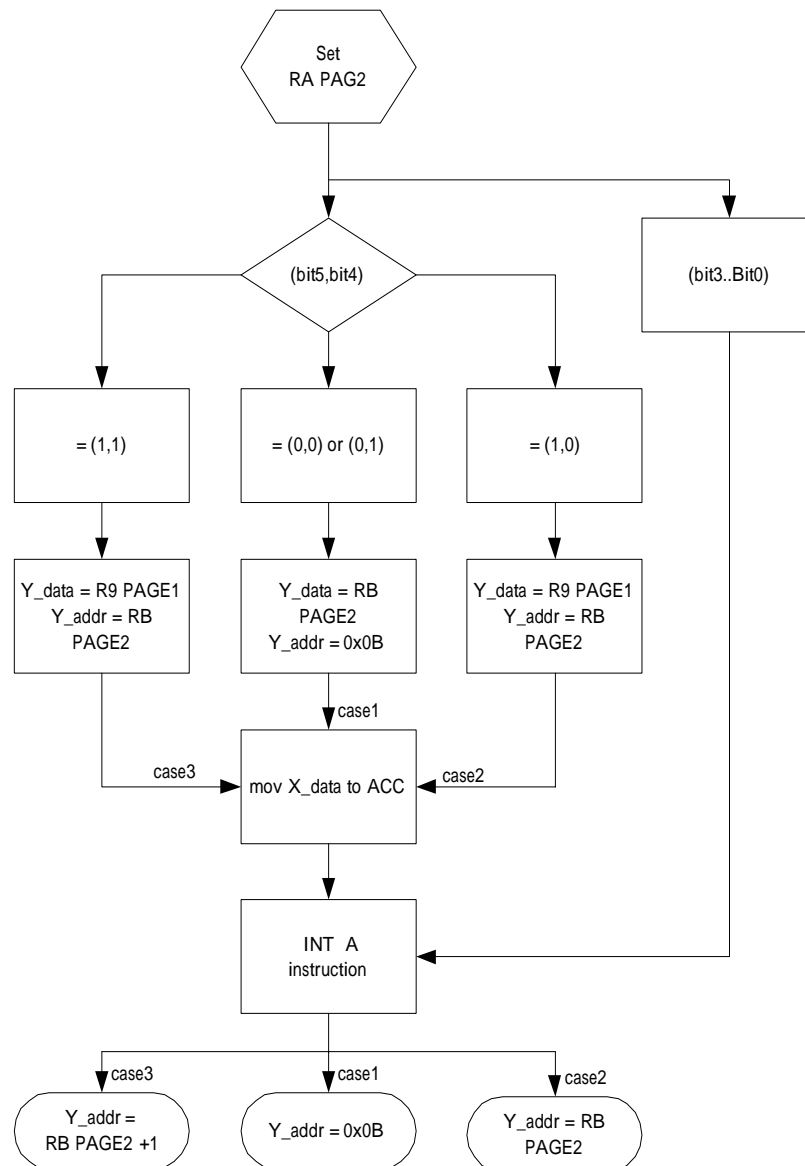 Set
RA PAG2
(bit5,bit4)
(bit3..Bit0)
= (1,1)
= (0,0) or (0,1)
= (1,0)
Y_data = R9 PAGE1
Y_addr = RB
PAGE2
Y_data = RB
PAGE2
Y_addr = 0x0B
Y_data = R9 PAGE1
Y_addr = RB
PAGE2
case1
case3
mov X_data to ACC
case2
INT A
instruction
case3
case1
case2
Y_addr =
RB PAGE2 +1
Y_addr = 0x0B
Y_addr = RB
PAGE2